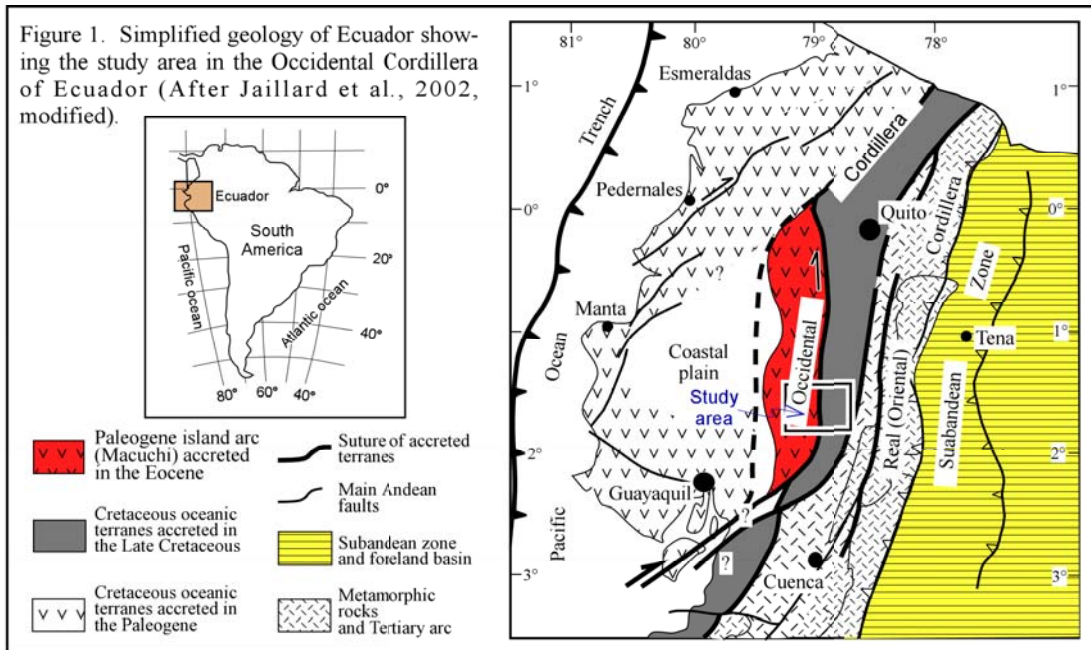 Figure 1. Simplified geology of Ecuador show-
ing the study area in the Occidental Cordillera
of Ecuador (After Jaillard et al., 2002,
modified).
Ecuador
South
America
Pacific ocean
Atlantic ocean
0°
20°
40°
80°
60°
40°
Paleogene island arc
(Macuchi) accreted
in the Eocene
Cretaceous oceanic
terranes accreted in
the Late Cretaceous
Cretaceous oceanic
terranes accreted in
the Paleogene
Suture of accreted
terranes
Main Andean
faults
Subandean zone
and foreland basin
Metamorphic
rocks
and Tertiary arc
81°
80°
79°
78°
1°
0°
1°
2°
3°
1°
0°
1°
2°
3°
Trench
Esmeraldas
Pedernales
Cordillera
Quito
Cordillera
Zone
?
Manta
Ocean
Coastal
plain
Occidental
Tena
Study
area
Real (Oriental)
Suabandean
Guayaquil
?
Pacific
?
Cuenca